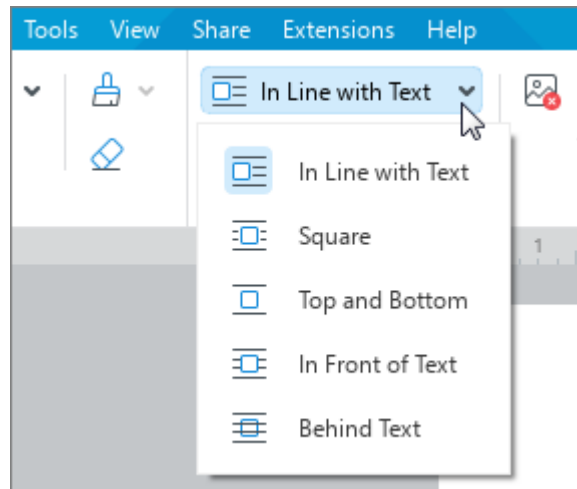 Tools View Share Extensions Help
In Line with Text
In Line with Text
Square
1
Top and Bottom
In Front of Text
Behind Text